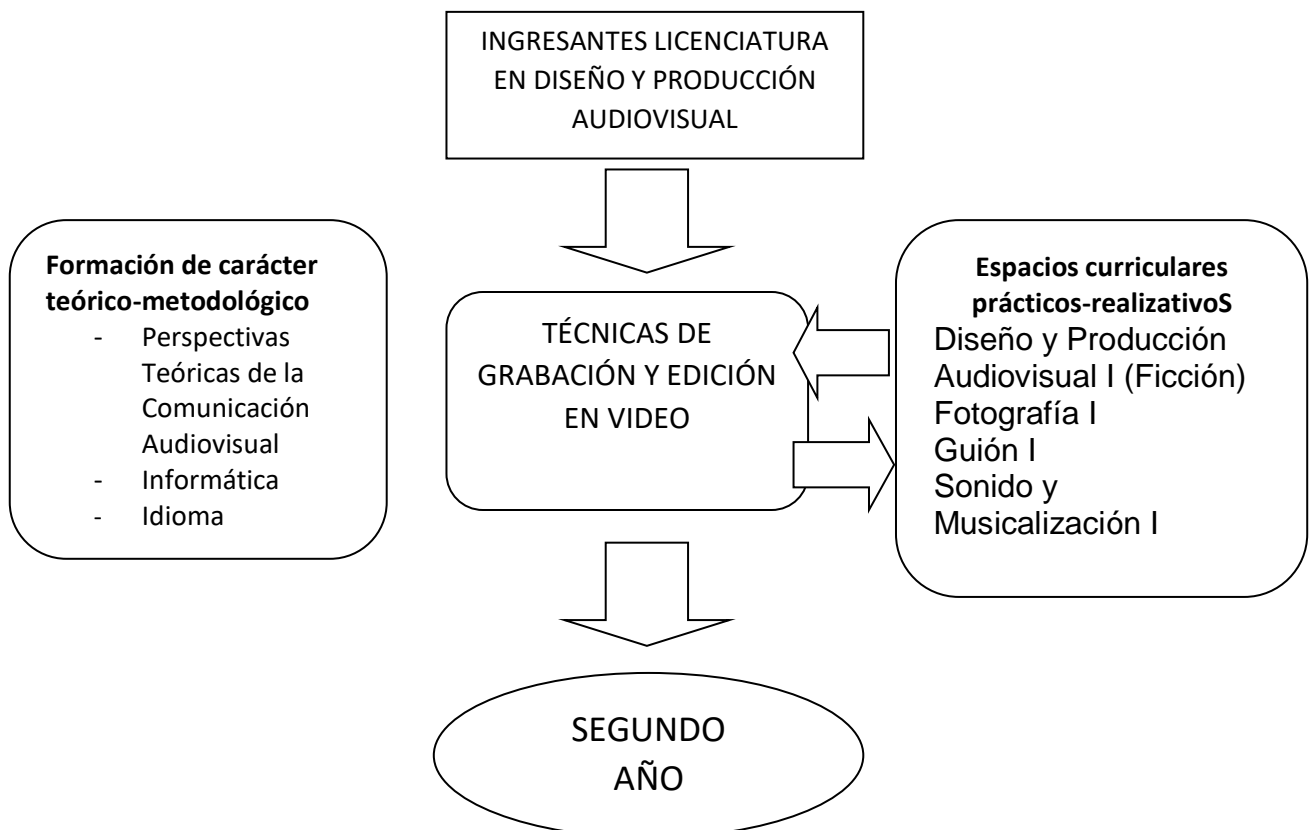 INGRESANTES LICENCIATURA
EN DISEÑO Y PRODUCCIÓN
AUDIOVISUAL
Formación de carácter
teórico-metodológico
- Perspectivas
Teóricas de la
Comunicación
Audiovisual
- Informática
- Idioma
TÉCNICAS DE
GRABACIÓN Y EDICIÓN
EN VIDEO
Espacios curriculares
prácticos-realizativoS
Diseño y Producción
Audiovisual I (Ficción)
Fotografía I
Guión I
Sonido y
Musicalización I
SEGUNDO
AÑO